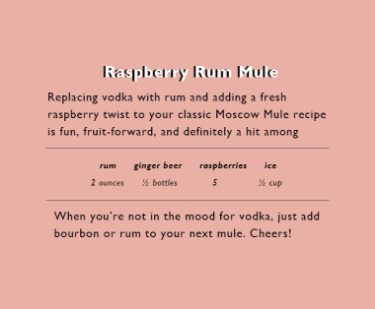 Raspberry Rum Mule
Replacing vodka with rum and adding a fresh
raspberry twist to your classic Moscow Mule recipe
is fun, fruit-forward, and definitely a hit among
rum ginger beer raspberries ice
2 ounces ½ bottles 5 ½ cup
When you're not in the mood for vodka, just add
bourbon or rum to your next mule. Cheers!